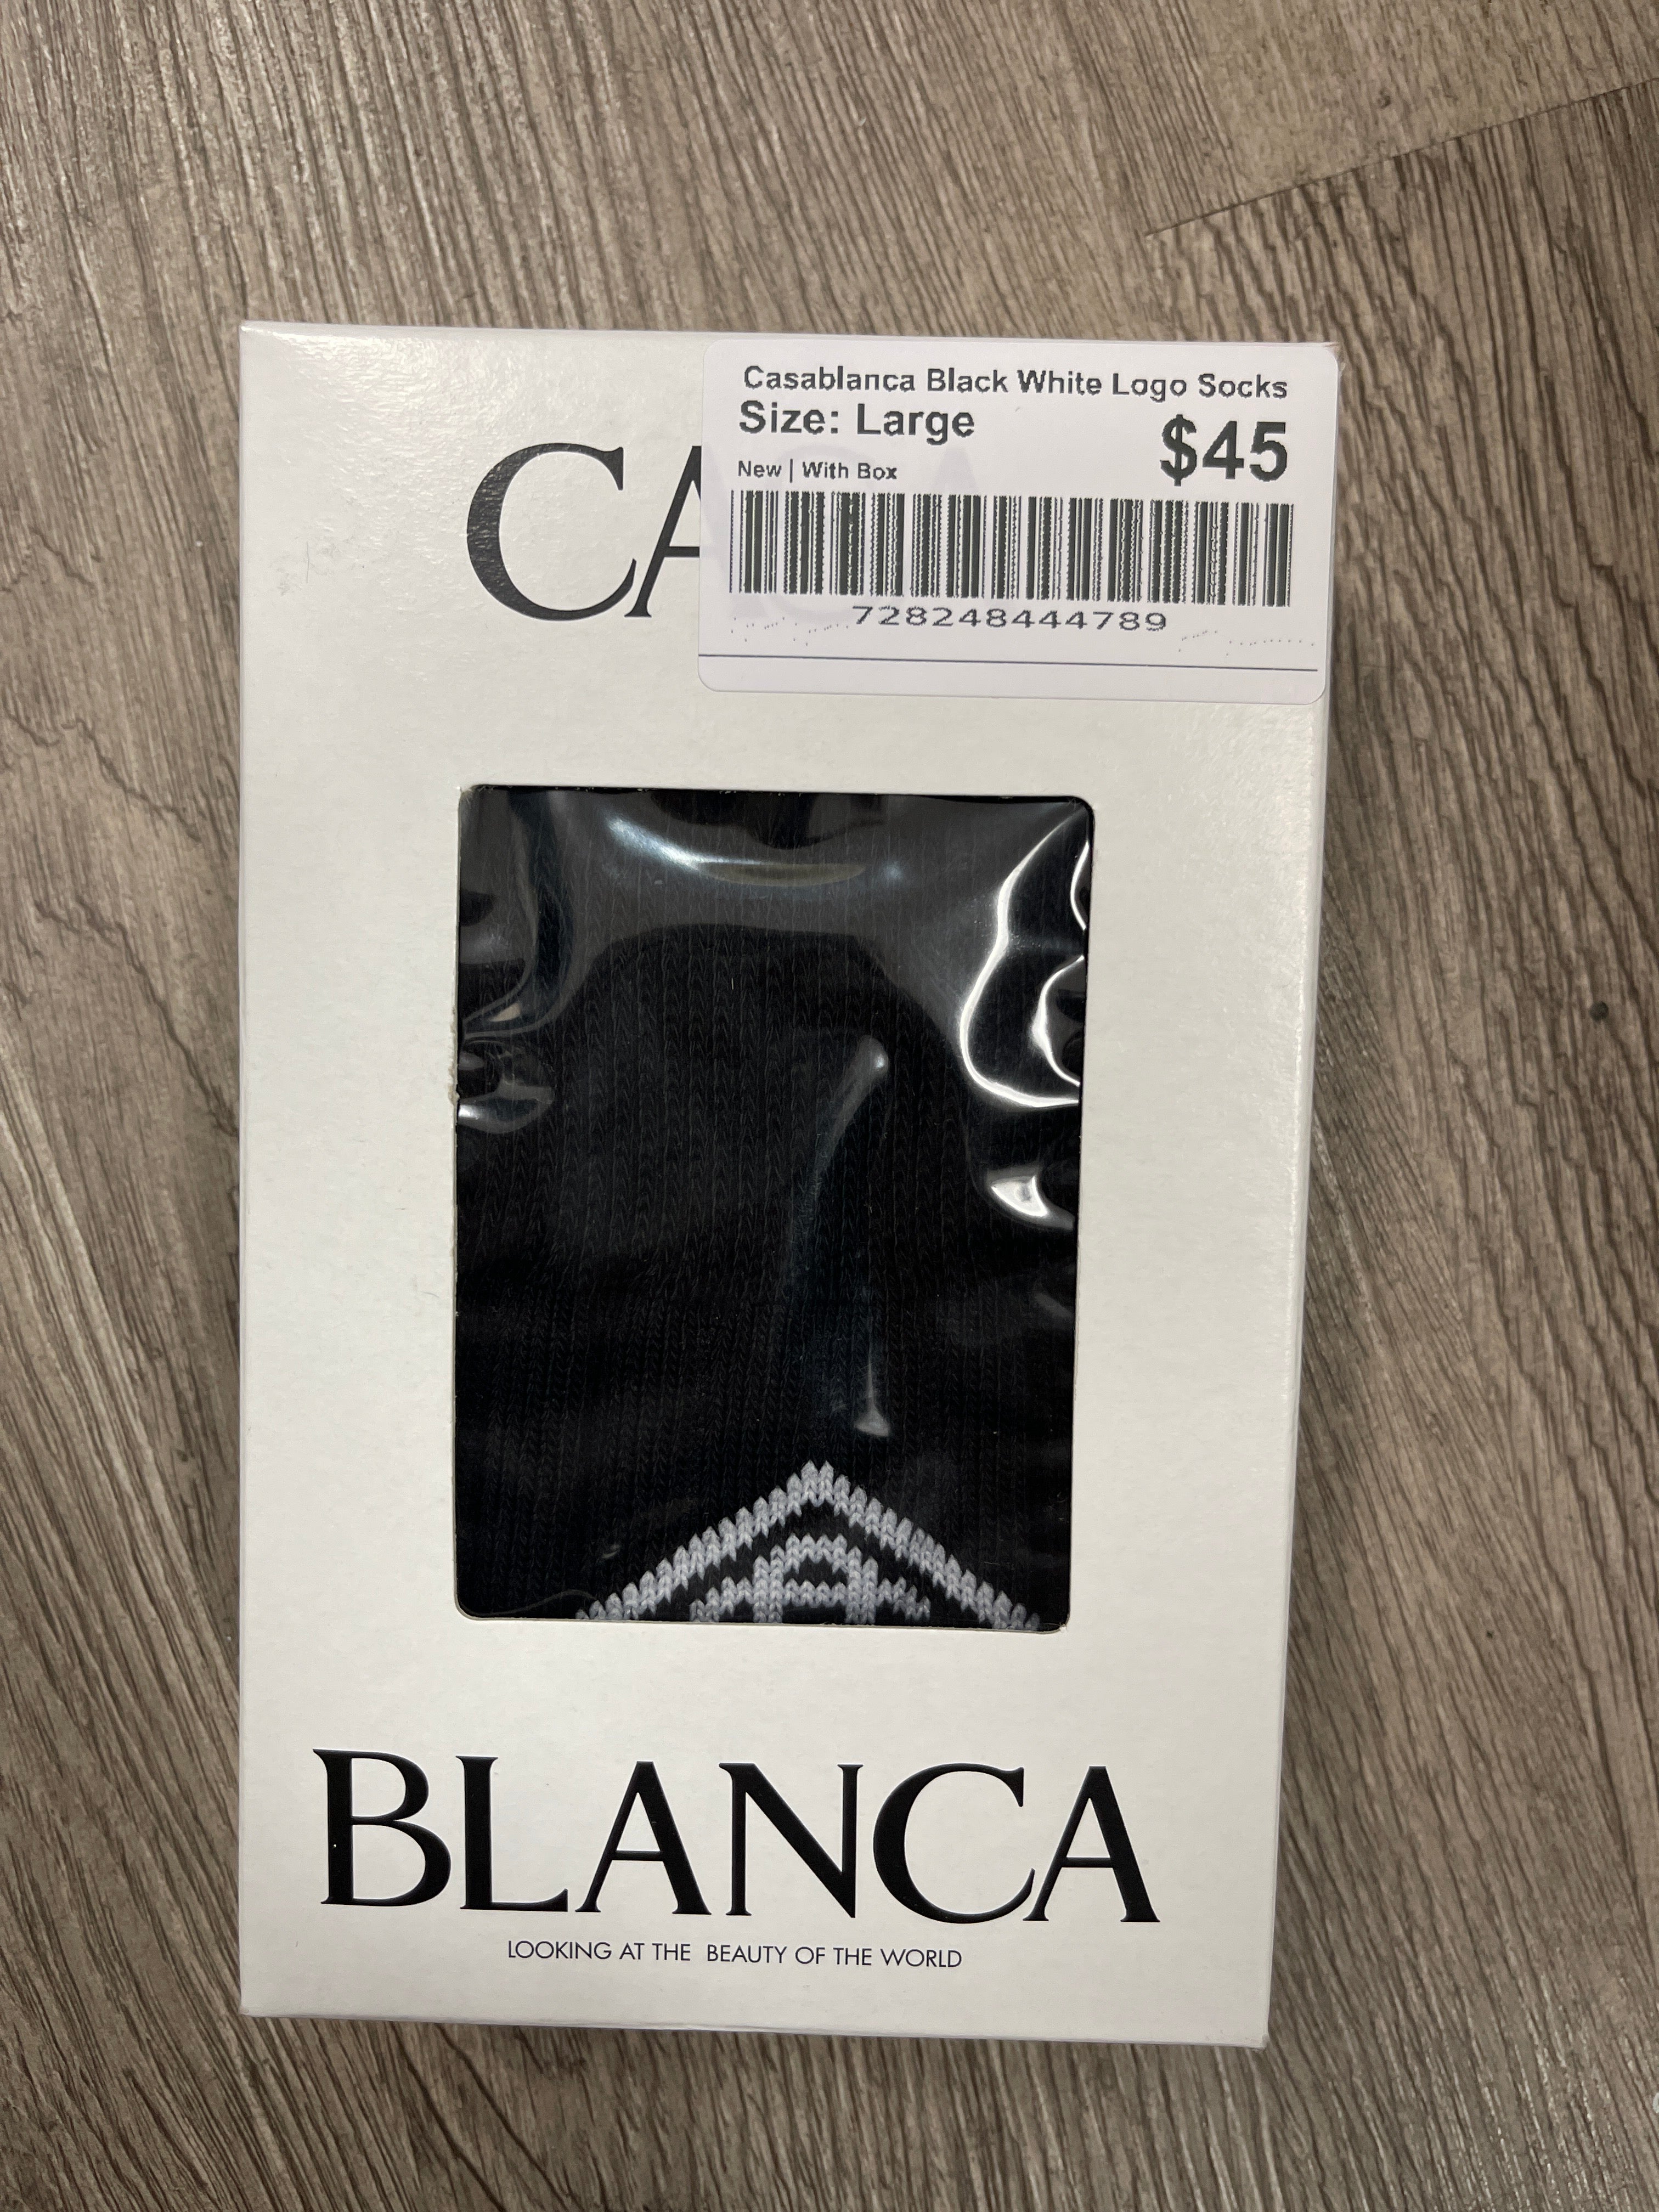 Casablanca Black White Logo Socks
Size: Large
$45
New | With Box
728248444789
CA
BLANCA
LOOKING AT THE BEAUTY OF THE WORLD